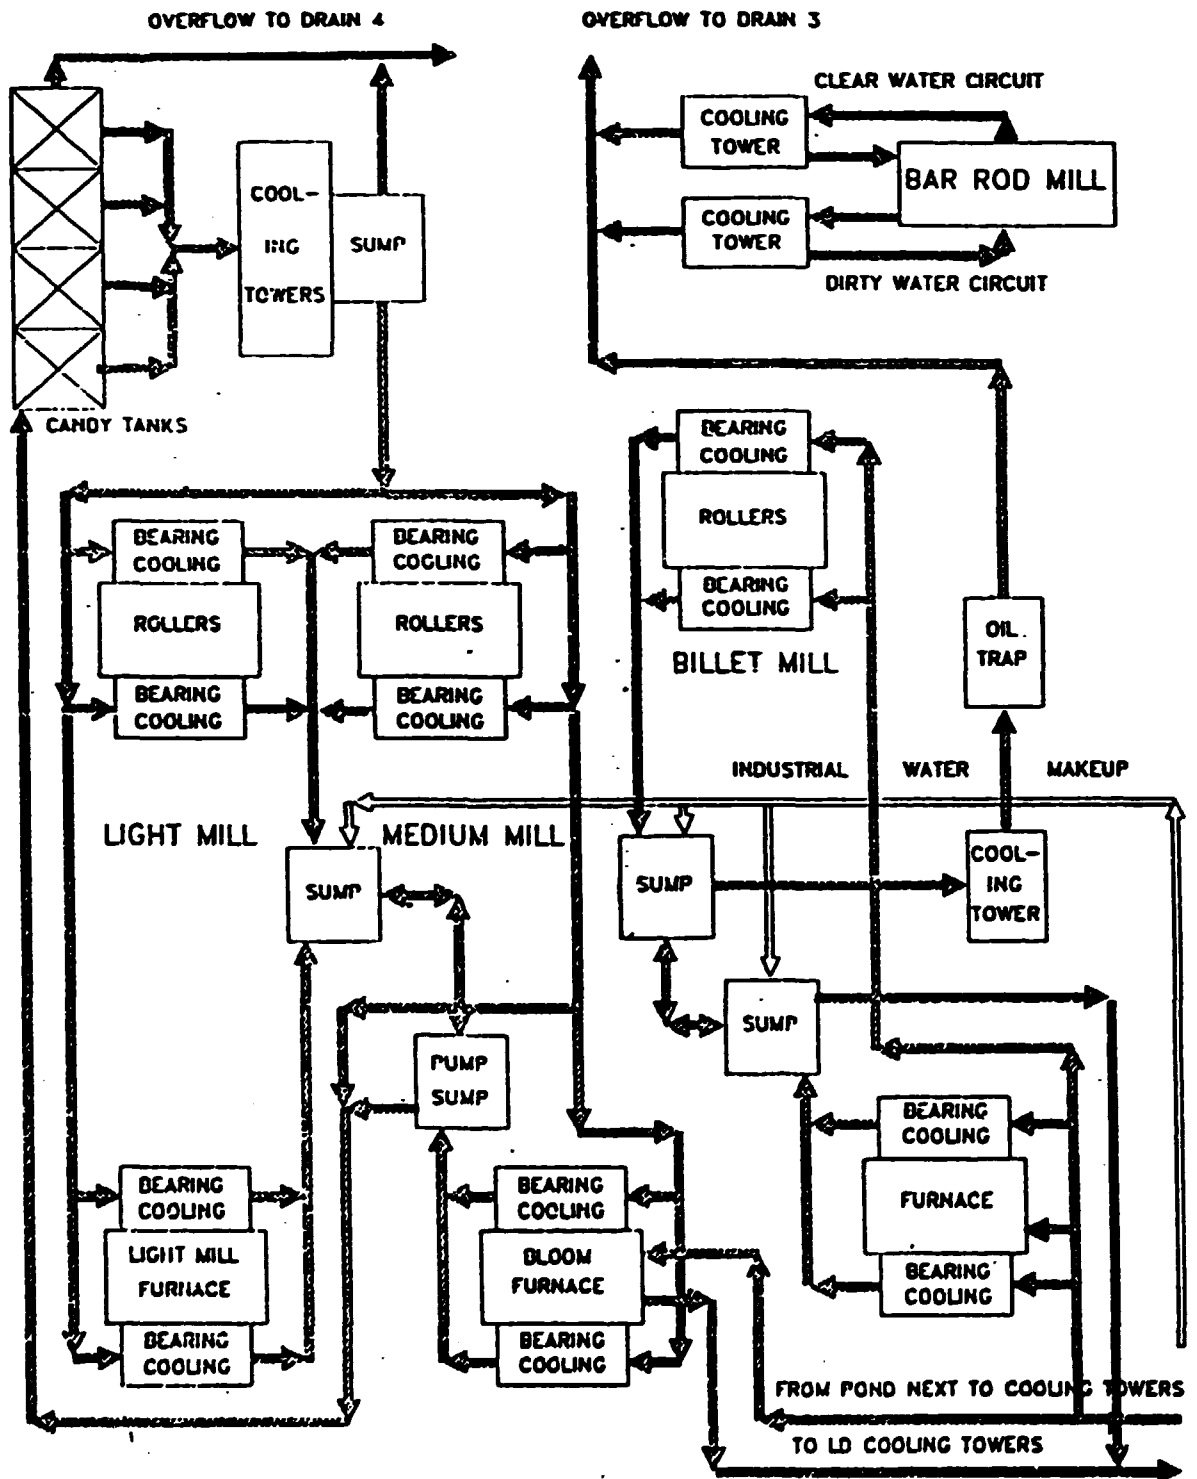 OVERFLOW TO DRAIN 4
OVERFLOW TO DRAIN 3
CLEAR WATER CIRCUIT
COOLING
TOWER
BAR ROD MILL
COOLING
TOWER
DIRTY WATER CIRCUIT
COOL-
ING
TOWERS
SUMP
CANDY TANKS
BEARING
COOLING
ROLLERS
BEARING
COOLING
BILLET MILL
BEARING
COOLING
ROLLERS
BEARING
COOLING
BEARING
COOLING
ROLLERS
BEARING
COOLING
OIL
TRAP
INDUSTRIAL WATER MAKEUP
LIGHT MILL
MEDIUM MILL
SUMP
SUMP
COOL-
ING
TOWER
SUMP
PUMP
SUMP
BEARING
COOLING
FURNACE
BEARING
COOLING
BEARING
COOLING
LIGHT MILL
FURNACE
BEARING
COOLING
BEARING
COOLING
BLOOM
FURNACE
BEARING
COOLING
FROM POND NEXT TO COOLING TOWERS
TO LD COOLING TOWERS